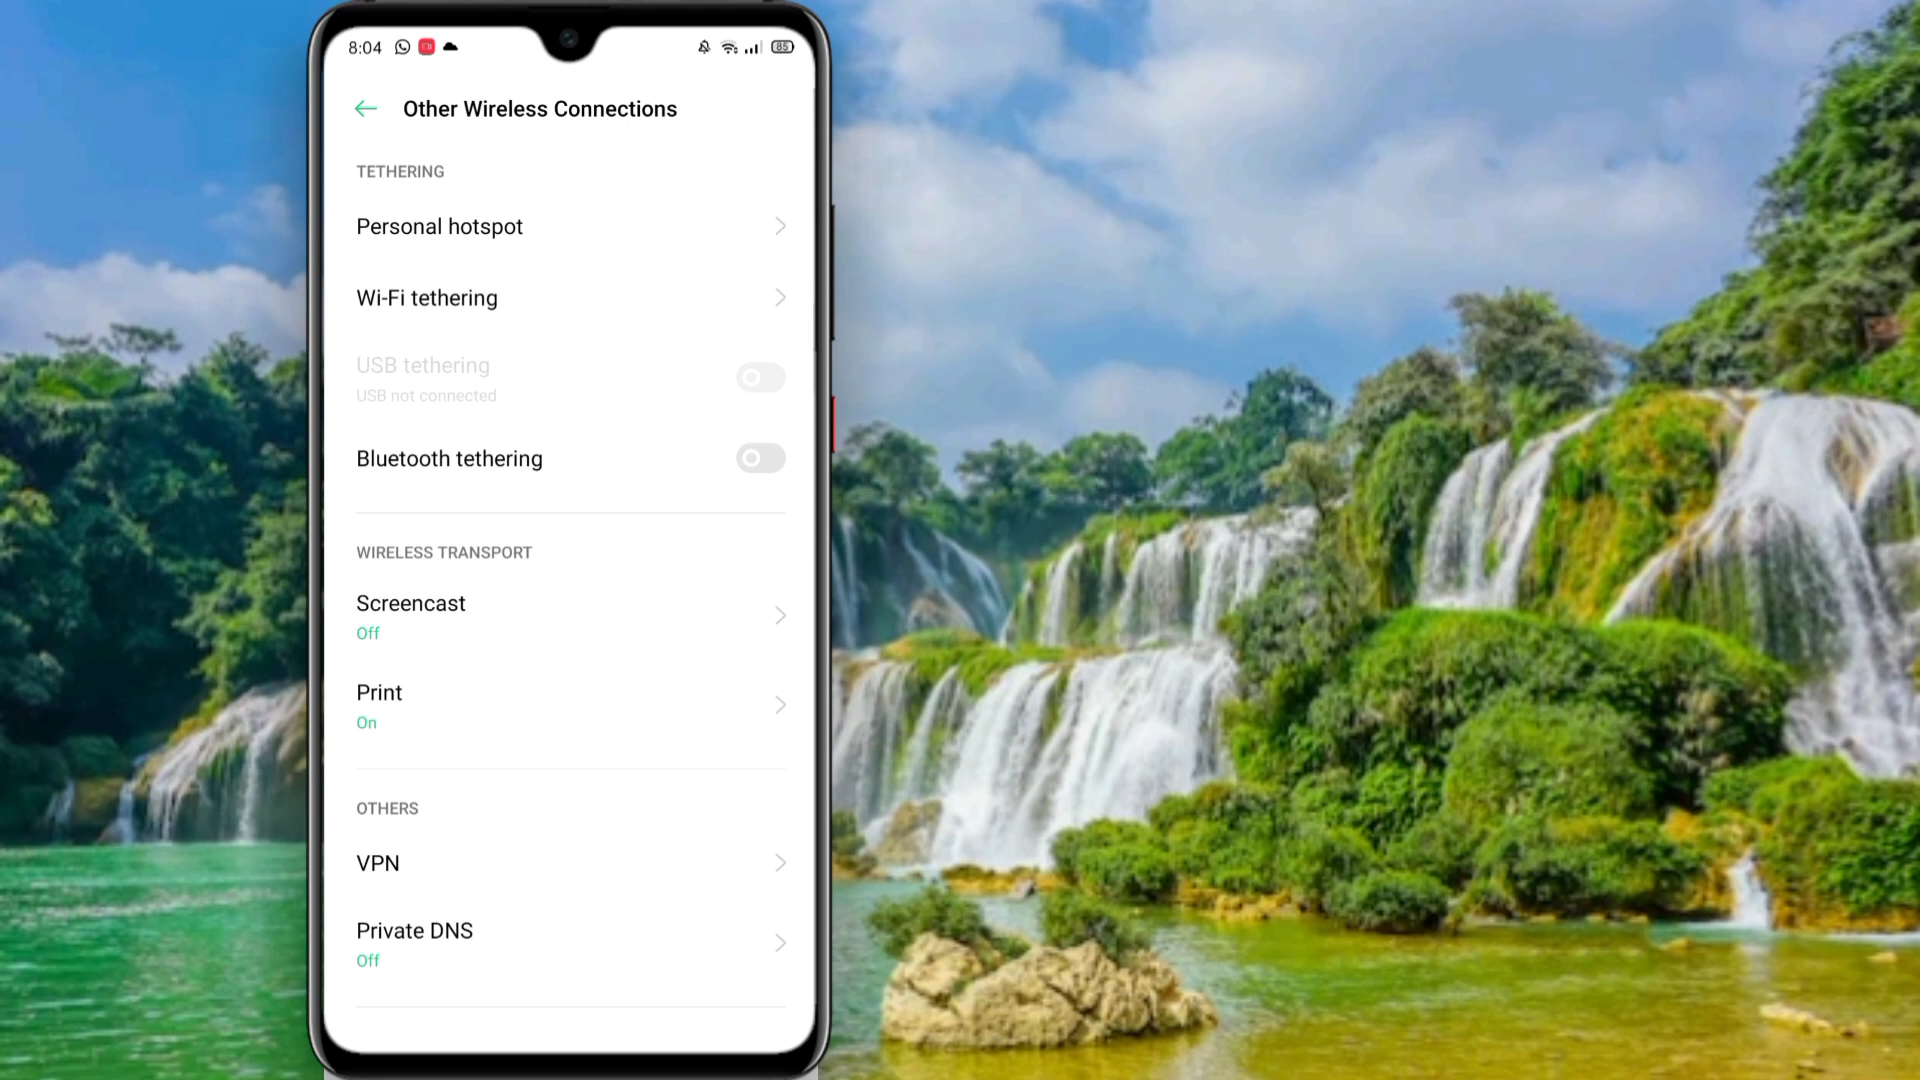 8:04
85
Other Wireless Connections
TETHERING
Personal hotspot
Wi-Fi tethering
USB tethering
USB not connected
Bluetooth tethering
WIRELESS TRANSPORT
Screencast
Off
Print
On
OTHERS
VPN
Private DNS
Off